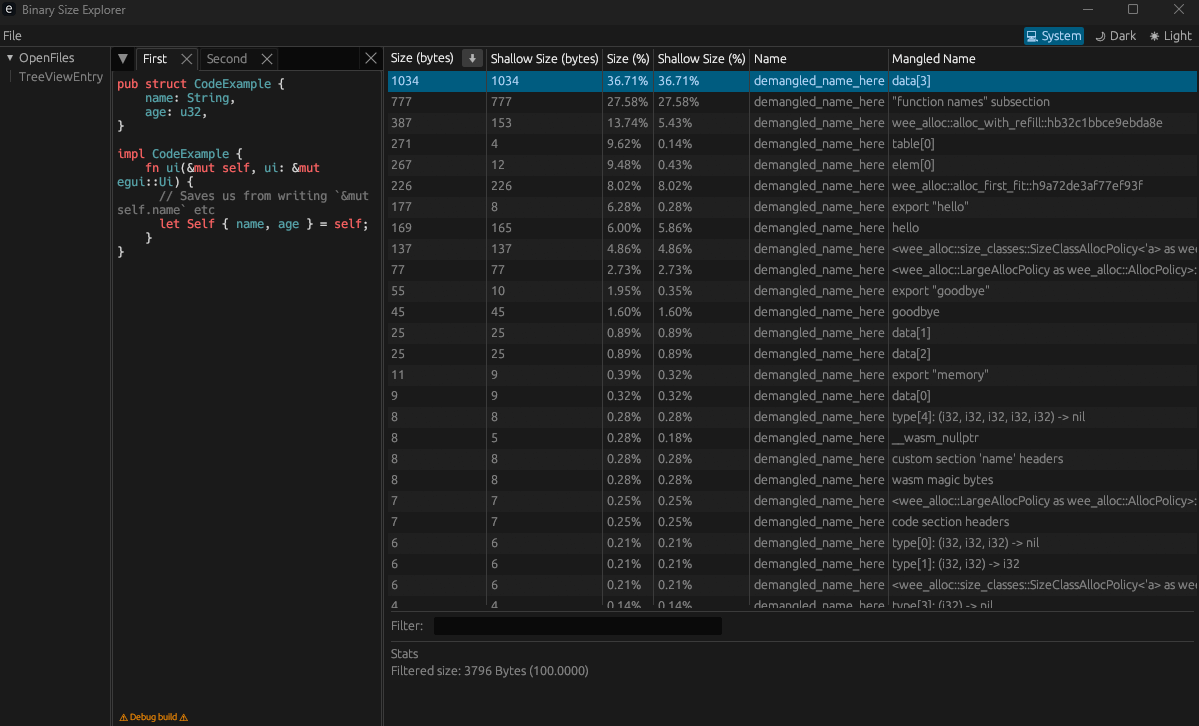 e Binary Size Explorer
File System Dark Light
OpenFiles
TreeViewEntry
First Second
pub struct CodeExample {
    name: String,
    age: u32,
}
impl CodeExample {
    fn ui(&mut self, ui: &mut
egui::Ui) {
      // Saves us from writing `&mut
self.name` etc
      let Self { name, age } = self;
    }
}
⚠ Debug build ⚠
Size (bytes) Shallow Size (bytes) Size (%) Shallow Size (%) Name Mangled Name
1034 1034 36.71% 36.71% demangled_name_here data[3]
777 777 27.58% 27.58% demangled_name_here "function names" subsection
387 153 13.74% 5.43% demangled_name_here wee_alloc::alloc_with_refill::hb32c1bbce9ebda8e
271 4 9.62% 0.14% demangled_name_here table[0]
267 12 9.48% 0.43% demangled_name_here elem[0]
226 226 8.02% 8.02% demangled_name_here wee_alloc::alloc_first_fit::h9a72de3af77ef93f
177 8 6.28% 0.28% demangled_name_here export "hello"
169 165 6.00% 5.86% demangled_name_here hello
137 137 4.86% 4.86% demangled_name_here <wee_alloc::size_classes::SizeClassAllocPolicy<'a> as wee
77 77 2.73% 2.73% demangled_name_here <wee_alloc::LargeAllocPolicy as wee_alloc::AllocPolicy>:
55 10 1.95% 0.35% demangled_name_here export "goodbye"
45 45 1.60% 1.60% demangled_name_here goodbye
25 25 0.89% 0.89% demangled_name_here data[1]
25 25 0.89% 0.89% demangled_name_here data[2]
11 9 0.39% 0.32% demangled_name_here export "memory"
9 9 0.32% 0.32% demangled_name_here data[0]
8 8 0.28% 0.28% demangled_name_here type[4]: (i32, i32, i32, i32, i32) -> nil
8 5 0.28% 0.18% demangled_name_here __wasm_nullptr
8 8 0.28% 0.28% demangled_name_here custom section 'name' headers
8 8 0.28% 0.28% demangled_name_here wasm magic bytes
7 7 0.25% 0.25% demangled_name_here <wee_alloc::LargeAllocPolicy as wee_alloc::AllocPolicy>:
7 7 0.25% 0.25% demangled_name_here code section headers
6 6 0.21% 0.21% demangled_name_here type[0]: (i32, i32, i32) -> nil
6 6 0.21% 0.21% demangled_name_here type[1]: (i32, i32) -> i32
6 6 0.21% 0.21% demangled_name_here <wee_alloc::size_classes::SizeClassAllocPolicy<'a> as wee
4 4 0.14% 0.14% demangled_name_here type[3]: (i32) -> nil
Filter:
Stats
Filtered size: 3796 Bytes (100.0000)